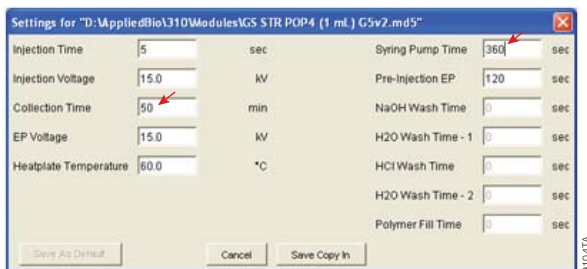 Settings for "D:\AppliedBio\310\Modules\GS STR POP4 (1 mL) G5v2.md5"
Injection Time 5 sec Syring Pump Time 360 sec
Injection Voltage 15.0 kV Pre-Injection EP 120 sec
Collection Time 50 min NaOH Wash Time 0 sec
EP Voltage 15.0 kV H2O Wash Time - 1 0 sec
Heatplate Temperature 60.0 °C HCl Wash Time 0 sec
H2O Wash Time - 2 0 sec
Polymer Fill Time 0 sec
Save As Default Cancel Save Copy In